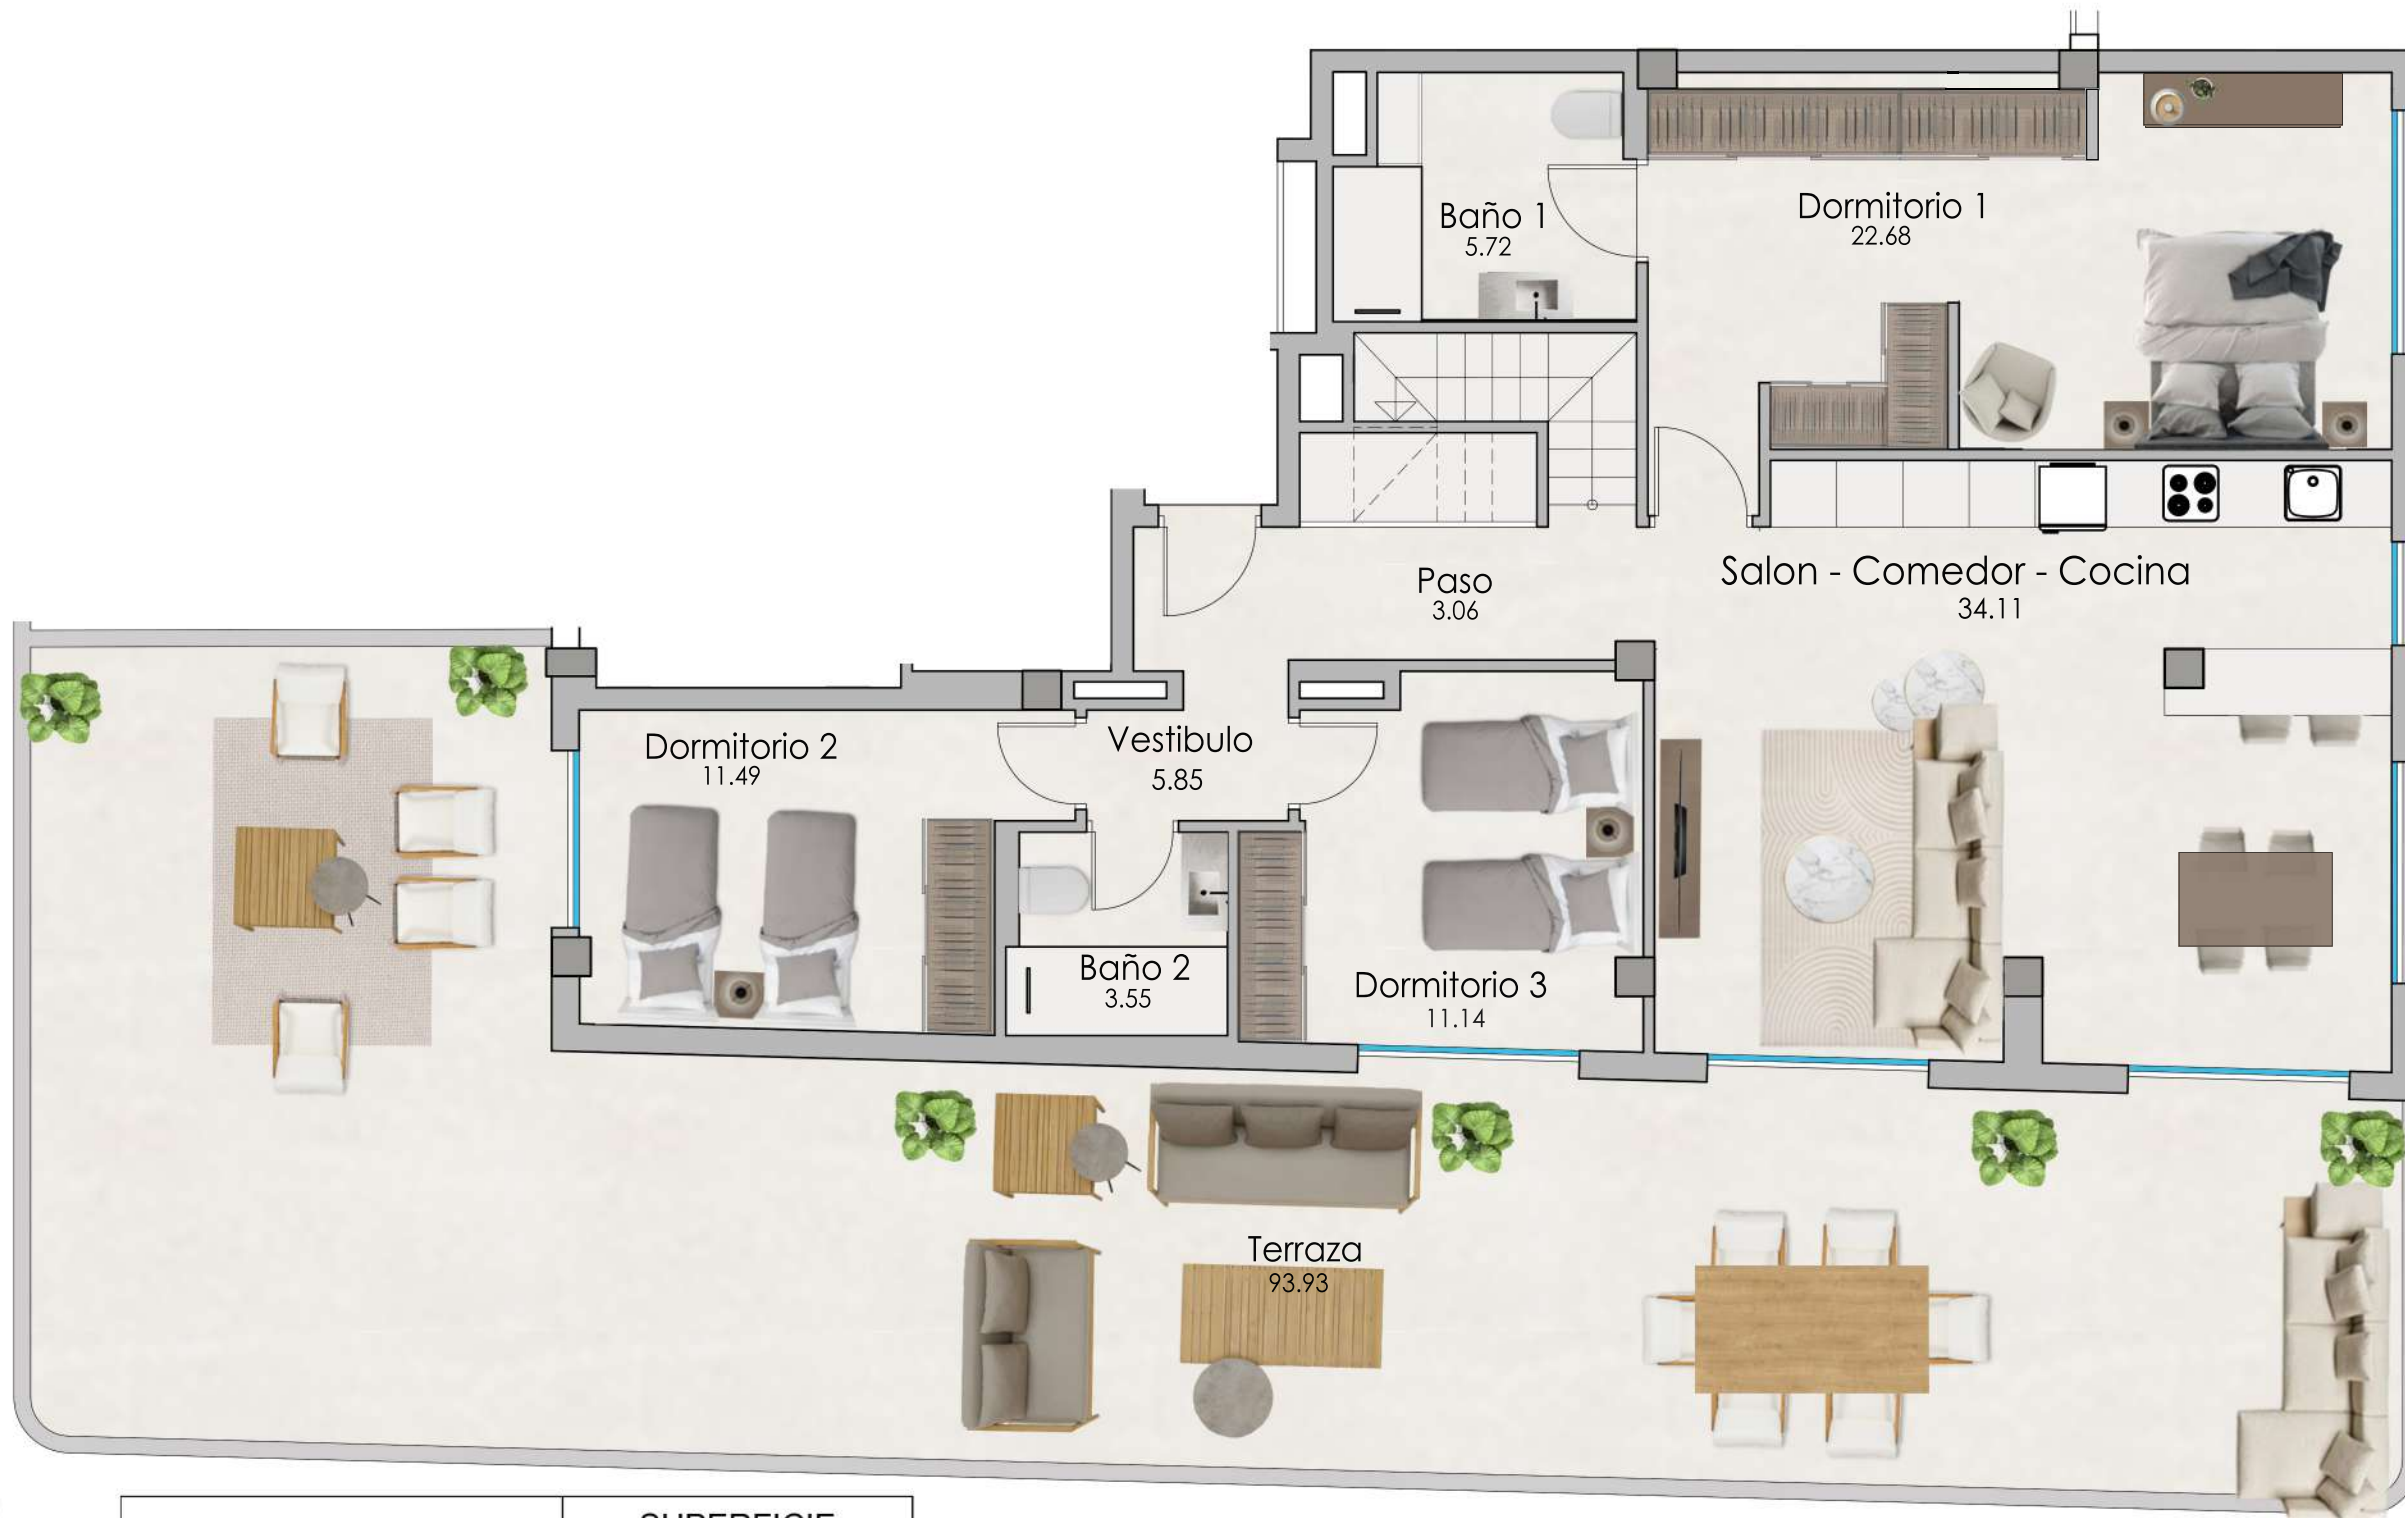 Baño 1
5.72
Dormitorio 1
22.68
Paso
3.06
Salon - Comedor - Cocina
34.11
Dormitorio 2
11.49
Vestibulo
5.85
Baño 2
3.55
Dormitorio 3
11.14
Terraza
93.93
SUPERFICIE